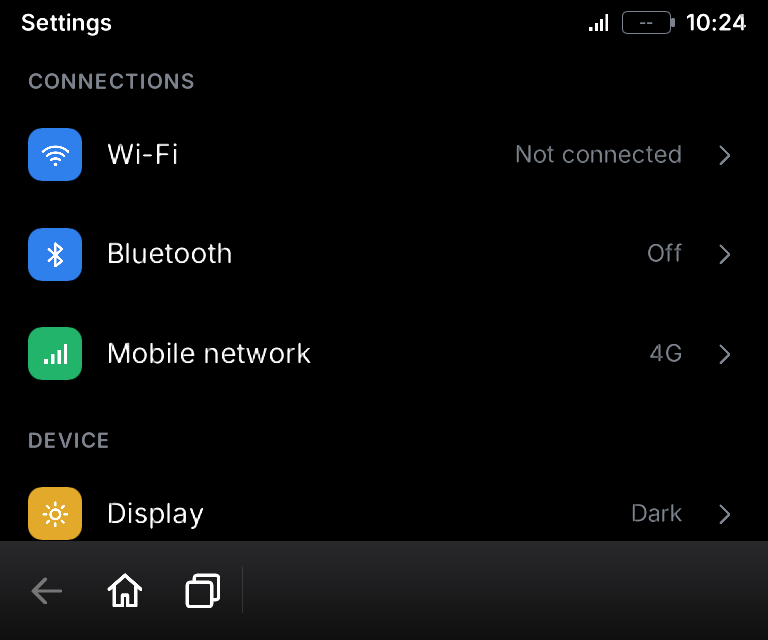 Settings -- 10:24
CONNECTIONS
Wi-Fi Not connected
Bluetooth Off
Mobile network 4G
DEVICE
Display Dark